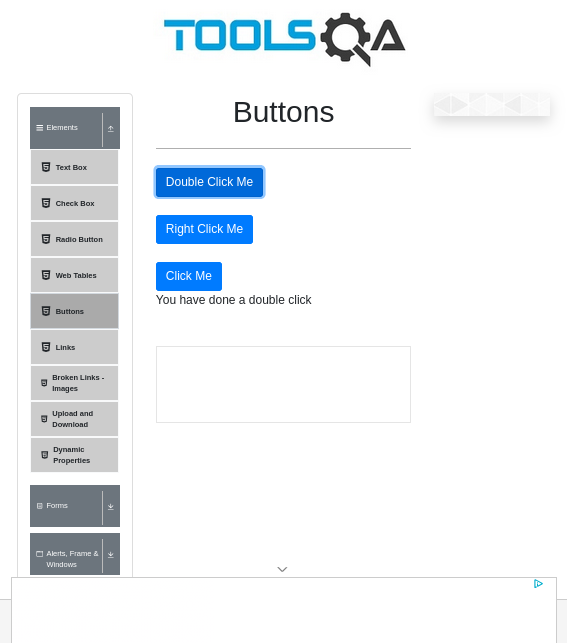 TOOLSQA
Elements
Text Box
Check Box
Radio Button
Web Tables
Buttons
Links
Broken Links -
Images
Upload and
Download
Dynamic
Properties
Forms
Alerts, Frame &
Windows
Buttons
Double Click Me
Right Click Me
Click Me
You have done a double click